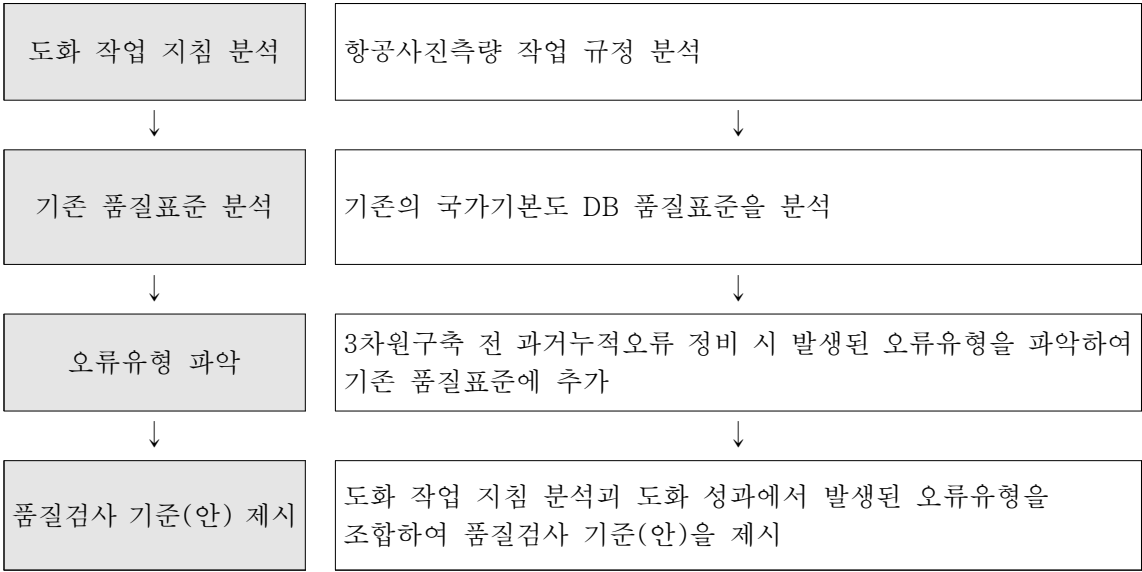 도화 작업 지침 분석
항공사진측량 작업 규정 분석
↓ ↓
기존 품질표준 분석
기존의 국가기본도 DB 품질표준을 분석
↓ ↓
오류유형 파악
3차원구축 전 과거누적오류 정비 시 발생된 오류유형을 파악하여
기존 품질표준에 추가
↓ ↓
품질검사 기준(안) 제시
도화 작업 지침 분석괴 도화 성과에서 발생된 오류유형을
조합하여 품질검사 기준(안)을 제시